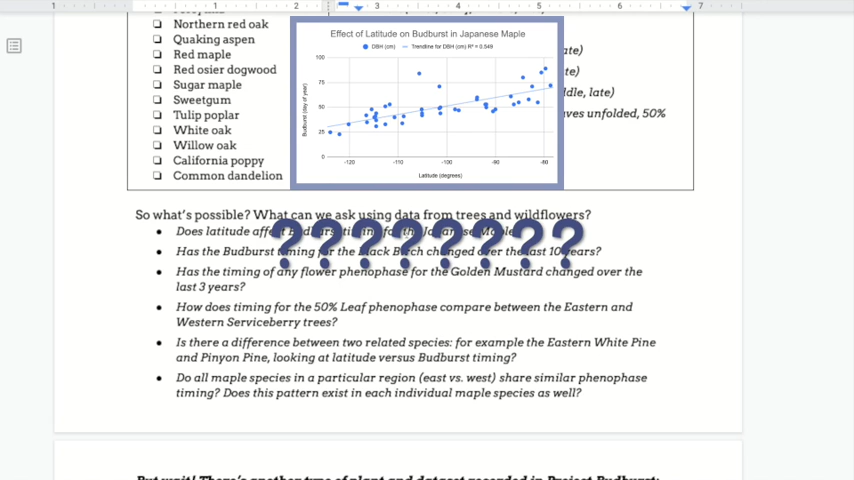 1 1 2 3 4 5 6 7
Northern red oak
Quaking aspen
Red maple
Red osier dogwood
Sugar maple
Sweetgum
Tulip poplar
White oak
Willow oak
California poppy
Common dandelion
Effect of Latitude on Budburst in Japanese Maple
DBH (cm) Trendline for DBH (cm) R² = 0.549
Budburst (day of year)
100
75
50
25
0
-120 -110 -100 -90 -80
Latitude (degrees)
late)
ddle, late)
ves unfolded, 50%
So what's possible? What can we ask using data from trees and wildflowers?
????????
• Does latitude affect Budburst timing for the Japanese Maple
• Has the Budburst timing for the Black Birch changed over the last 10 years?
• Has the timing of any flower phenophase for the Golden Mustard changed over the
last 3 years?
• How does timing for the 50% Leaf phenophase compare between the Eastern and
Western Serviceberry trees?
• Is there a difference between two related species: for example the Eastern White Pine
and Pinyon Pine, looking at latitude versus Budburst timing?
• Do all maple species in a particular region (east vs. west) share similar phenophase
timing? Does this pattern exist in each individual maple species as well?
But wait! There's another type of plant and dataset recorded in Project Budburst: